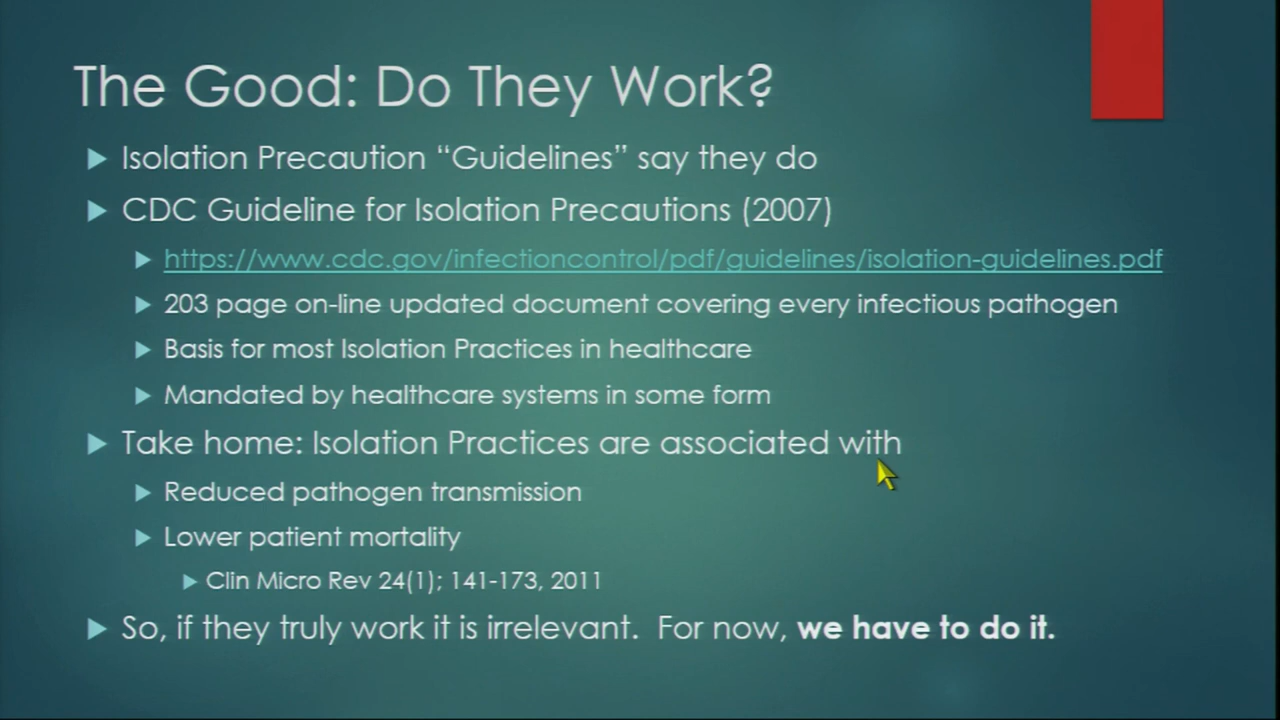 The Good: Do They Work?
Isolation Precaution “Guidelines” say they do
CDC Guideline for Isolation Precautions (2007)
https://www.cdc.gov/infectioncontrol/pdf/guidelines/isolation-guidelines.pdf
203 page on-line updated document covering every infectious pathogen
Basis for most Isolation Practices in healthcare
Mandated by healthcare systems in some form
Take home: Isolation Practices are associated with
Reduced pathogen transmission
Lower patient mortality
Clin Micro Rev 24(1); 141-173, 2011
So, if they truly work it is irrelevant.  For now, we have to do it.